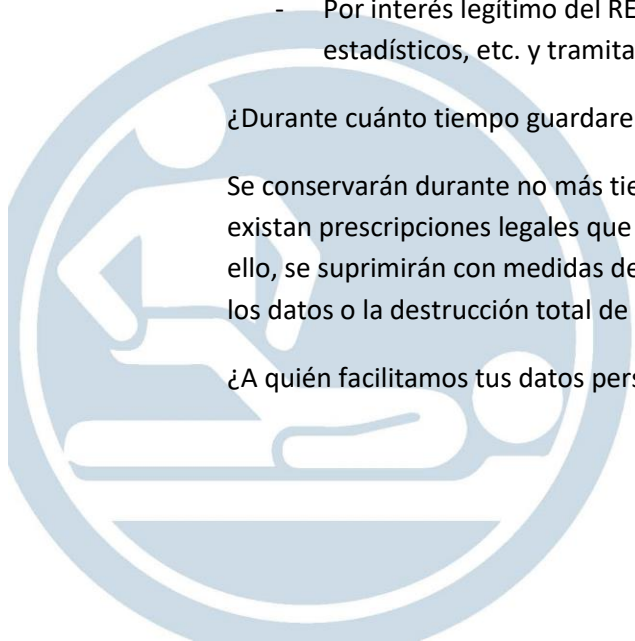 - Por interés legítimo del RE
estadísticos, etc. y tramita
¿Durante cuánto tiempo guardare
Se conservarán durante no más tie
existan prescripciones legales que
ello, se suprimirán con medidas de
los datos o la destrucción total de
¿A quién facilitamos tus datos pers